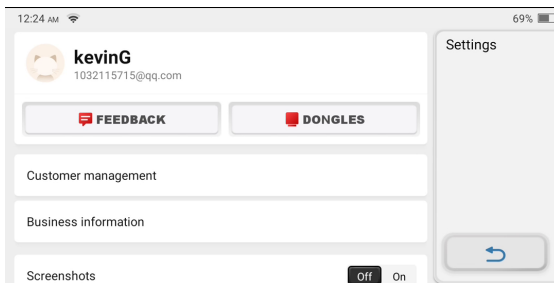 12:24 AM
69%
kevinG
1032115715@qq.com
Settings
FEEDBACK
DONGLES
Customer management
Business information
Screenshots
Off
On